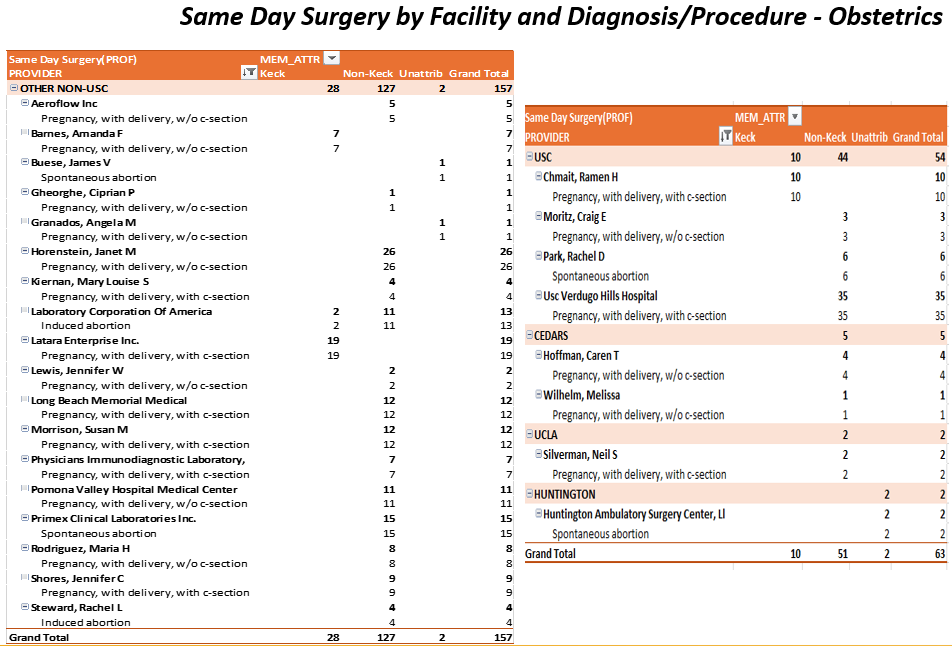 Same Day Surgery by Facility and Diagnosis/Procedure - Obstetrics
Same Day Surgery(PROF) MEM_ATTR
PROVIDER Keck Non-Keck Unattrib Grand Total
OTHER NON-USC 28 127 2 157
Aeroflow Inc 5 5
Pregnancy, with delivery, w/o c-section 5 5
Barnes, Amanda F 7 7
Pregnancy, with delivery, w/o c-section 7 7
Buese, James V 1 1
Spontaneous abortion 1 1
Gheorghe, Ciprian P 1 1
Pregnancy, with delivery, w/o c-section 1 1
Granados, Angela M 1 1
Pregnancy, with delivery, w/o c-section 1 1
Horenstein, Janet M 26 26
Pregnancy, with delivery, w/o c-section 26 26
Kiernan, Mary Louise S 4 4
Pregnancy, with delivery, with c-section 4 4
Laboratory Corporation Of America 2 11 13
Induced abortion 2 11 13
Latara Enterprise Inc. 19 19
Pregnancy, with delivery, with c-section 19 19
Lewis, Jennifer W 2 2
Pregnancy, with delivery, w/o c-section 2 2
Long Beach Memorial Medical 12 12
Pregnancy, with delivery, with c-section 12 12
Morrison, Susan M 12 12
Pregnancy, with delivery, with c-section 12 12
Physicians Immunodiagnostic Laboratory, 7 7
Pregnancy, with delivery, with c-section 7 7
Pomona Valley Hospital Medical Center 11 11
Pregnancy, with delivery, w/o c-section 11 11
Primex Clinical Laboratories Inc. 15 15
Spontaneous abortion 15 15
Rodriguez, Maria H 8 8
Pregnancy, with delivery, w/o c-section 8 8
Shores, Jennifer C 9 9
Pregnancy, with delivery, with c-section 9 9
Steward, Rachel L 4 4
Induced abortion 4 4
Grand Total 28 127 2 157
Same Day Surgery(PROF) MEM_ATTR
PROVIDER Keck Non-Keck Unattrib Grand Total
USC 10 44 54
Chmait, Ramen H 10 10
Pregnancy, with delivery, with c-section 10 10
Moritz, Craig E 3 3
Pregnancy, with delivery, w/o c-section 3 3
Park, Rachel D 6 6
Spontaneous abortion 6 6
Usc Verdugo Hills Hospital 35 35
Pregnancy, with delivery, with c-section 35 35
CEDARS 5 5
Hoffman, Caren T 4 4
Pregnancy, with delivery, w/o c-section 4 4
Wilhelm, Melissa 1 1
Pregnancy, with delivery, w/o c-section 1 1
UCLA 2 2
Silverman, Neil S 2 2
Pregnancy, with delivery, with c-section 2 2
HUNTINGTON 2 2
Huntington Ambulatory Surgery Center, Ll 2 2
Spontaneous abortion 2 2
Grand Total 10 51 2 63